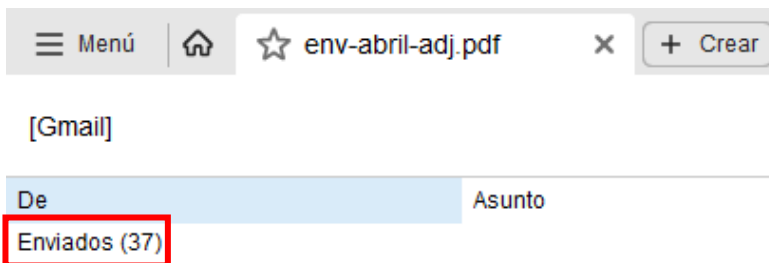 Menú env-abril-adj.pdf + Crear
[Gmail]
De Asunto
Enviados (37)